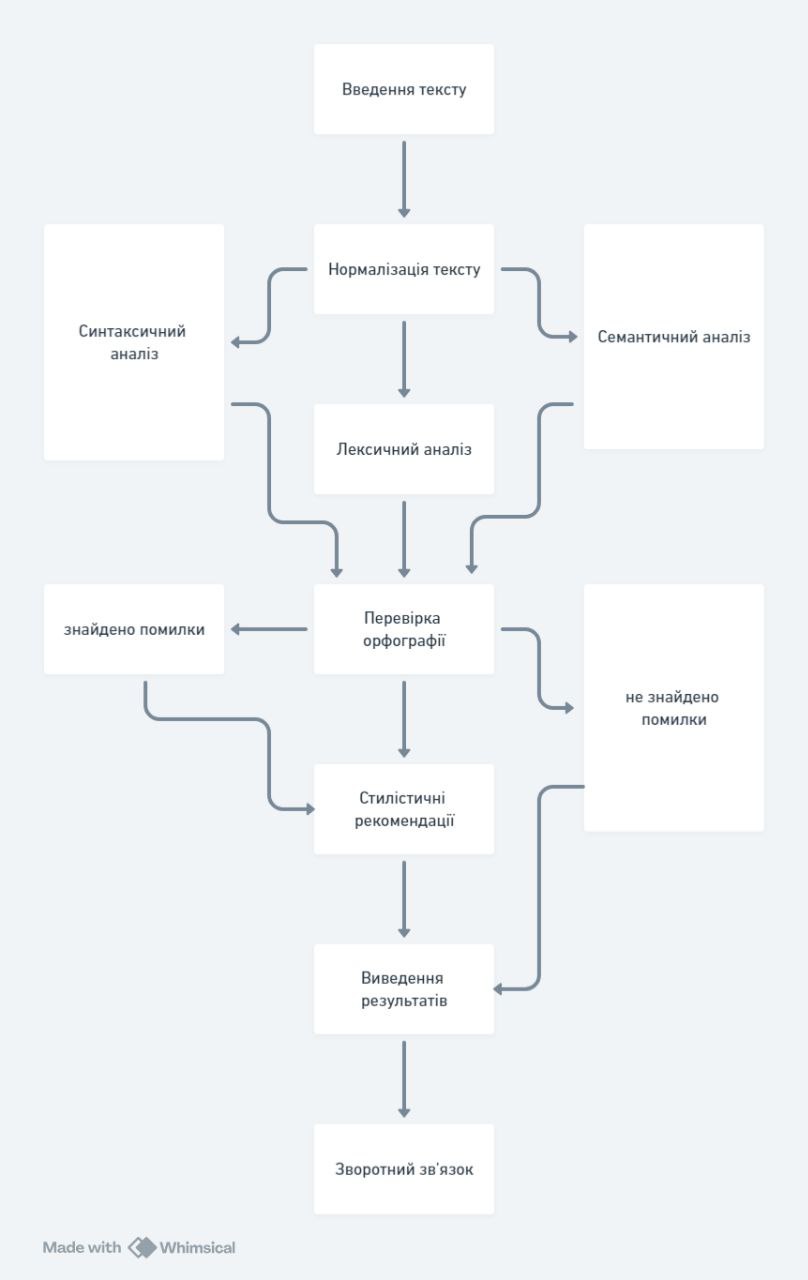 Введення тексту
Нормалізація тексту
Синтаксичний
аналіз
Семантичний аналіз
Лексичний аналіз
знайдено помилки
Перевірка
орфографії
не знайдено
помилки
Стилістичні
рекомендації
Виведення
результатів
Зворотний зв'язок
Made with Whimsical